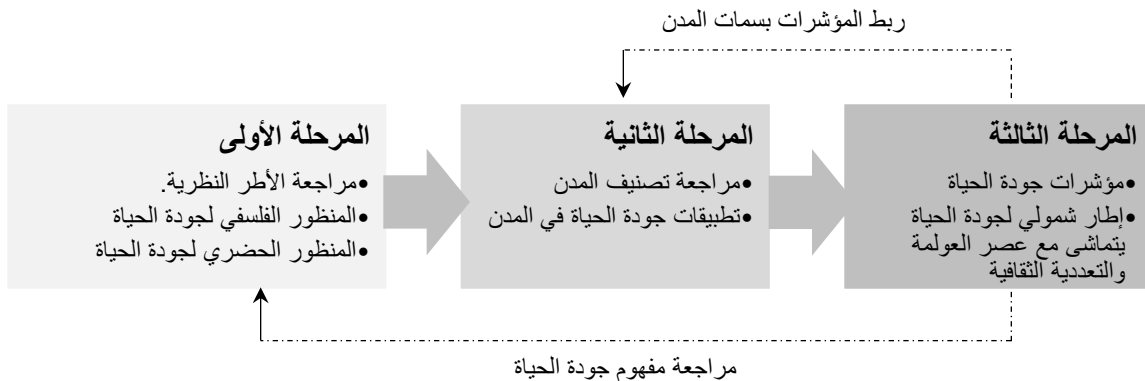 ربط المؤشرات بسمات المدن
المرحلة الأولى
•مراجعة الأطر النظرية.
•المنظور الفلسفي لجودة الحياة
•المنظور الحضري لجودة الحياة
المرحلة الثانية
•مراجعة تصنيف المدن
•تطبيقات جودة الحياة في المدن
المرحلة الثالثة
•مؤشرات جودة الحياة
•إطار شمولي لجودة الحياة
يتماشى مع عصر العولمة
والتعددية الثقافية
مراجعة مفهوم جودة الحياة